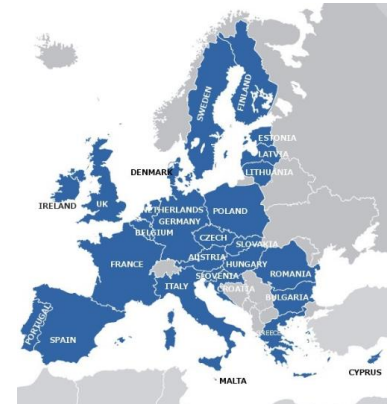 SWEDEN
FINLAND
ESTONIA
LATVIA
LITHUANIA
DENMARK
IRELAND
UK
NETHERLANDS
POLAND
GERMANY
BELGIUM
CZECH
SLOVAKIA
AUSTRIA
HUNGARY
FRANCE
SLOVENIA
ROMANIA
ITALY
CROATIA
BULGARIA
PORTUGAL
SPAIN
GREECE
MALTA
CYPRUS